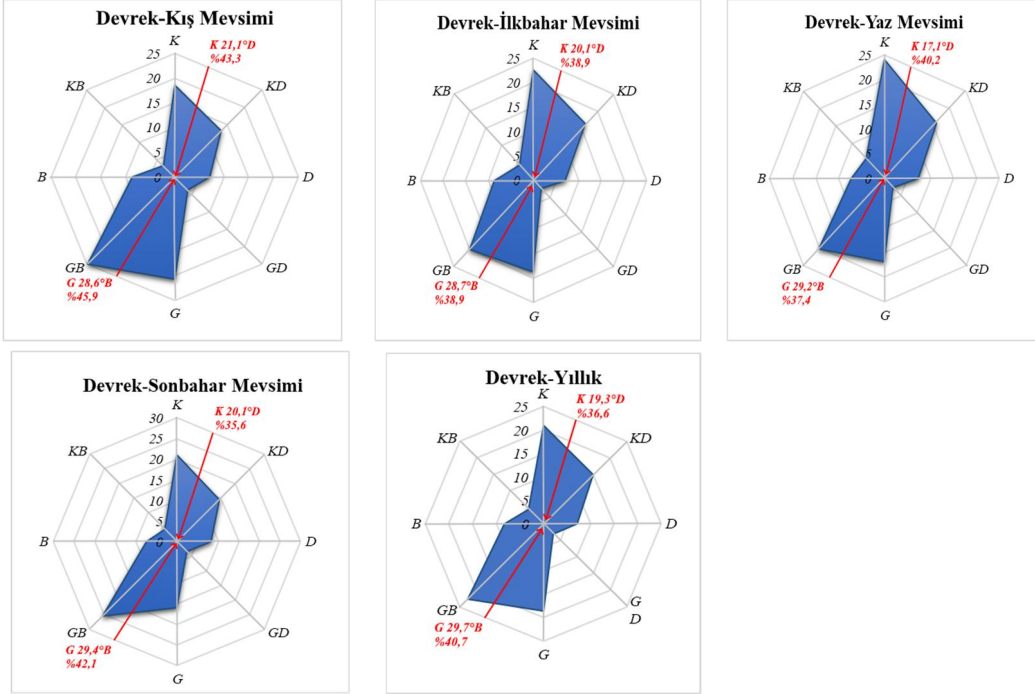 Devrek-Kış Mevsimi
K
K 21,1°D
%43,3
25
20
15
10
5
0
KB
KD
B
D
GB
GD
G 28,6°B
%45,9
G
Devrek-İlkbahar Mevsimi
K
K 20,1°D
%38,9
25
20
15
10
5
0
KB
KD
B
D
GB
GD
G 28,7°B
%38,9
G
Devrek-Yaz Mevsimi
K
K 17,1°D
%40,2
25
20
15
10
5
0
KB
KD
B
D
GB
GD
G 29,2°B
%37,4
G
Devrek-Sonbahar Mevsimi
K
K 20,1°D
%35,6
30
25
20
15
10
5
0
KB
KD
B
D
GB
GD
G 29,4°B
%42,1
G
Devrek-Yıllık
K
K 19,3°D
%36,6
25
20
15
10
5
0
KB
KD
B
D
GB
G
D
G 29,7°B
%40,7
G